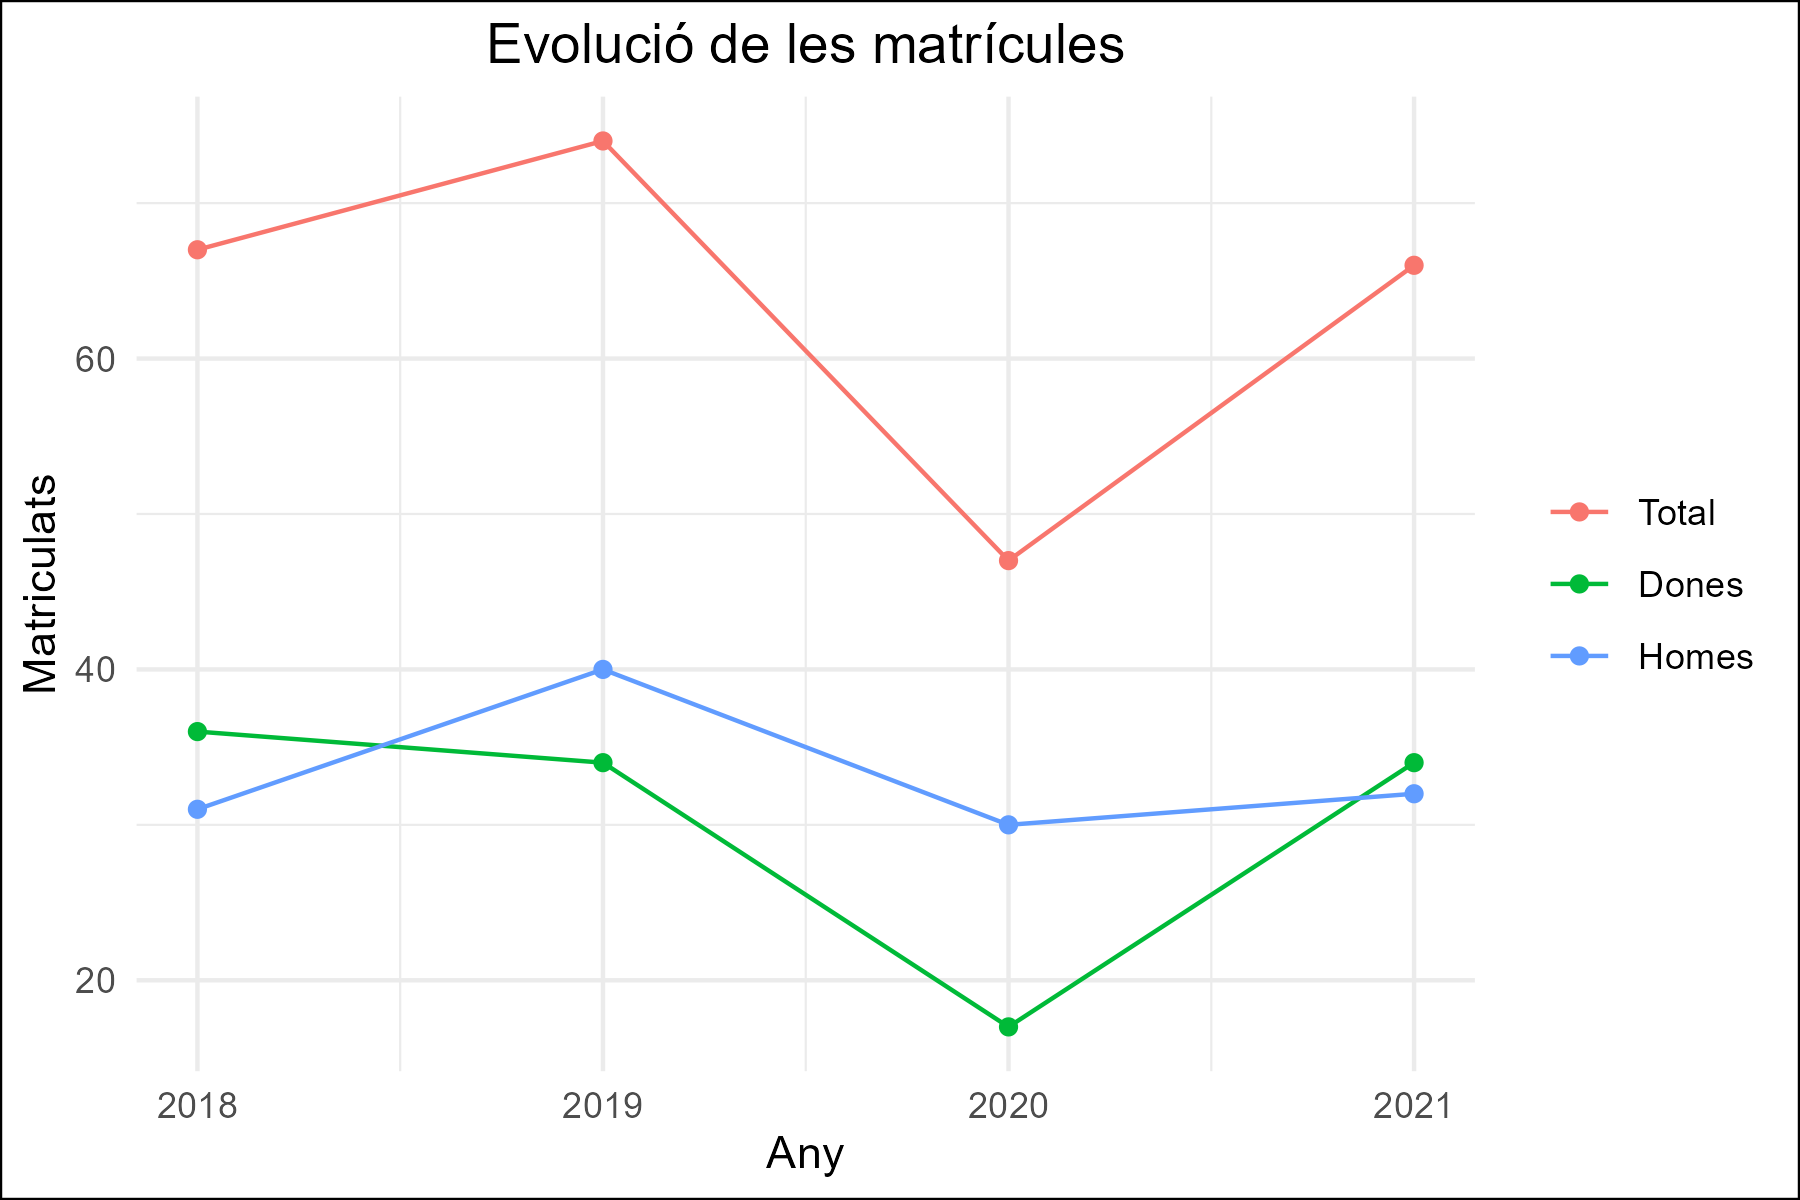 Evolució de les matrícules
Matriculats
60
40
20
2018
2019
2020
2021
Any
Total
Dones
Homes